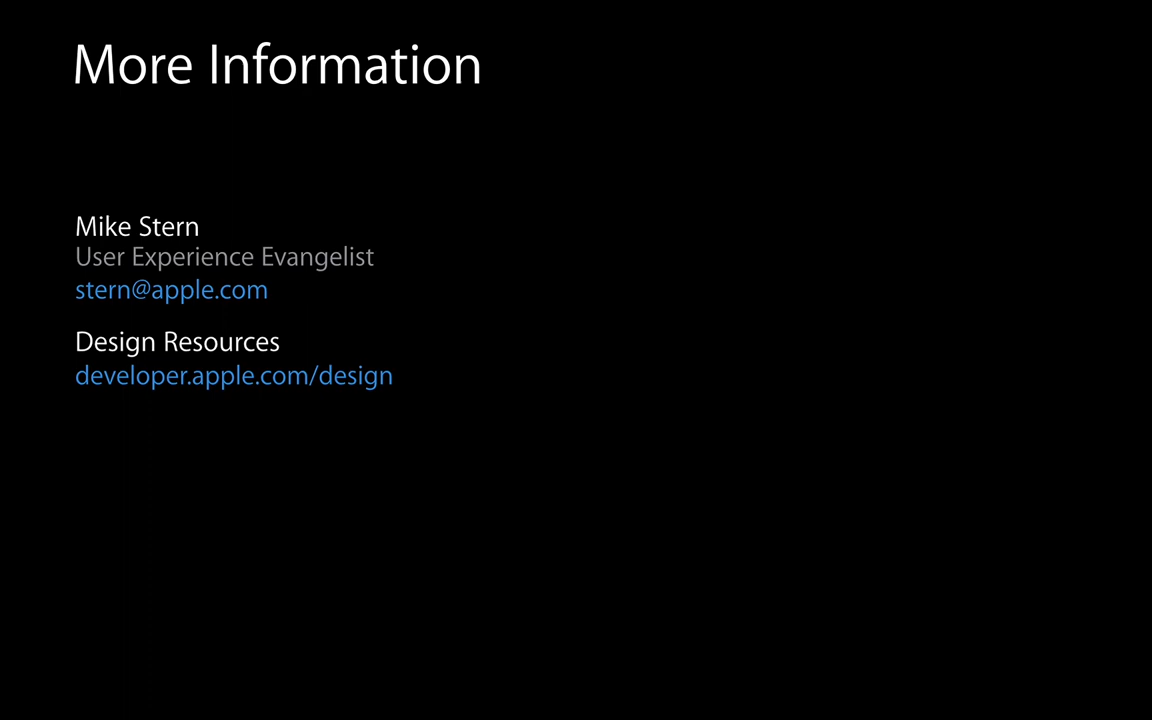 More Information
Mike Stern
User Experience Evangelist
stern@apple.com
Design Resources
developer.apple.com/design